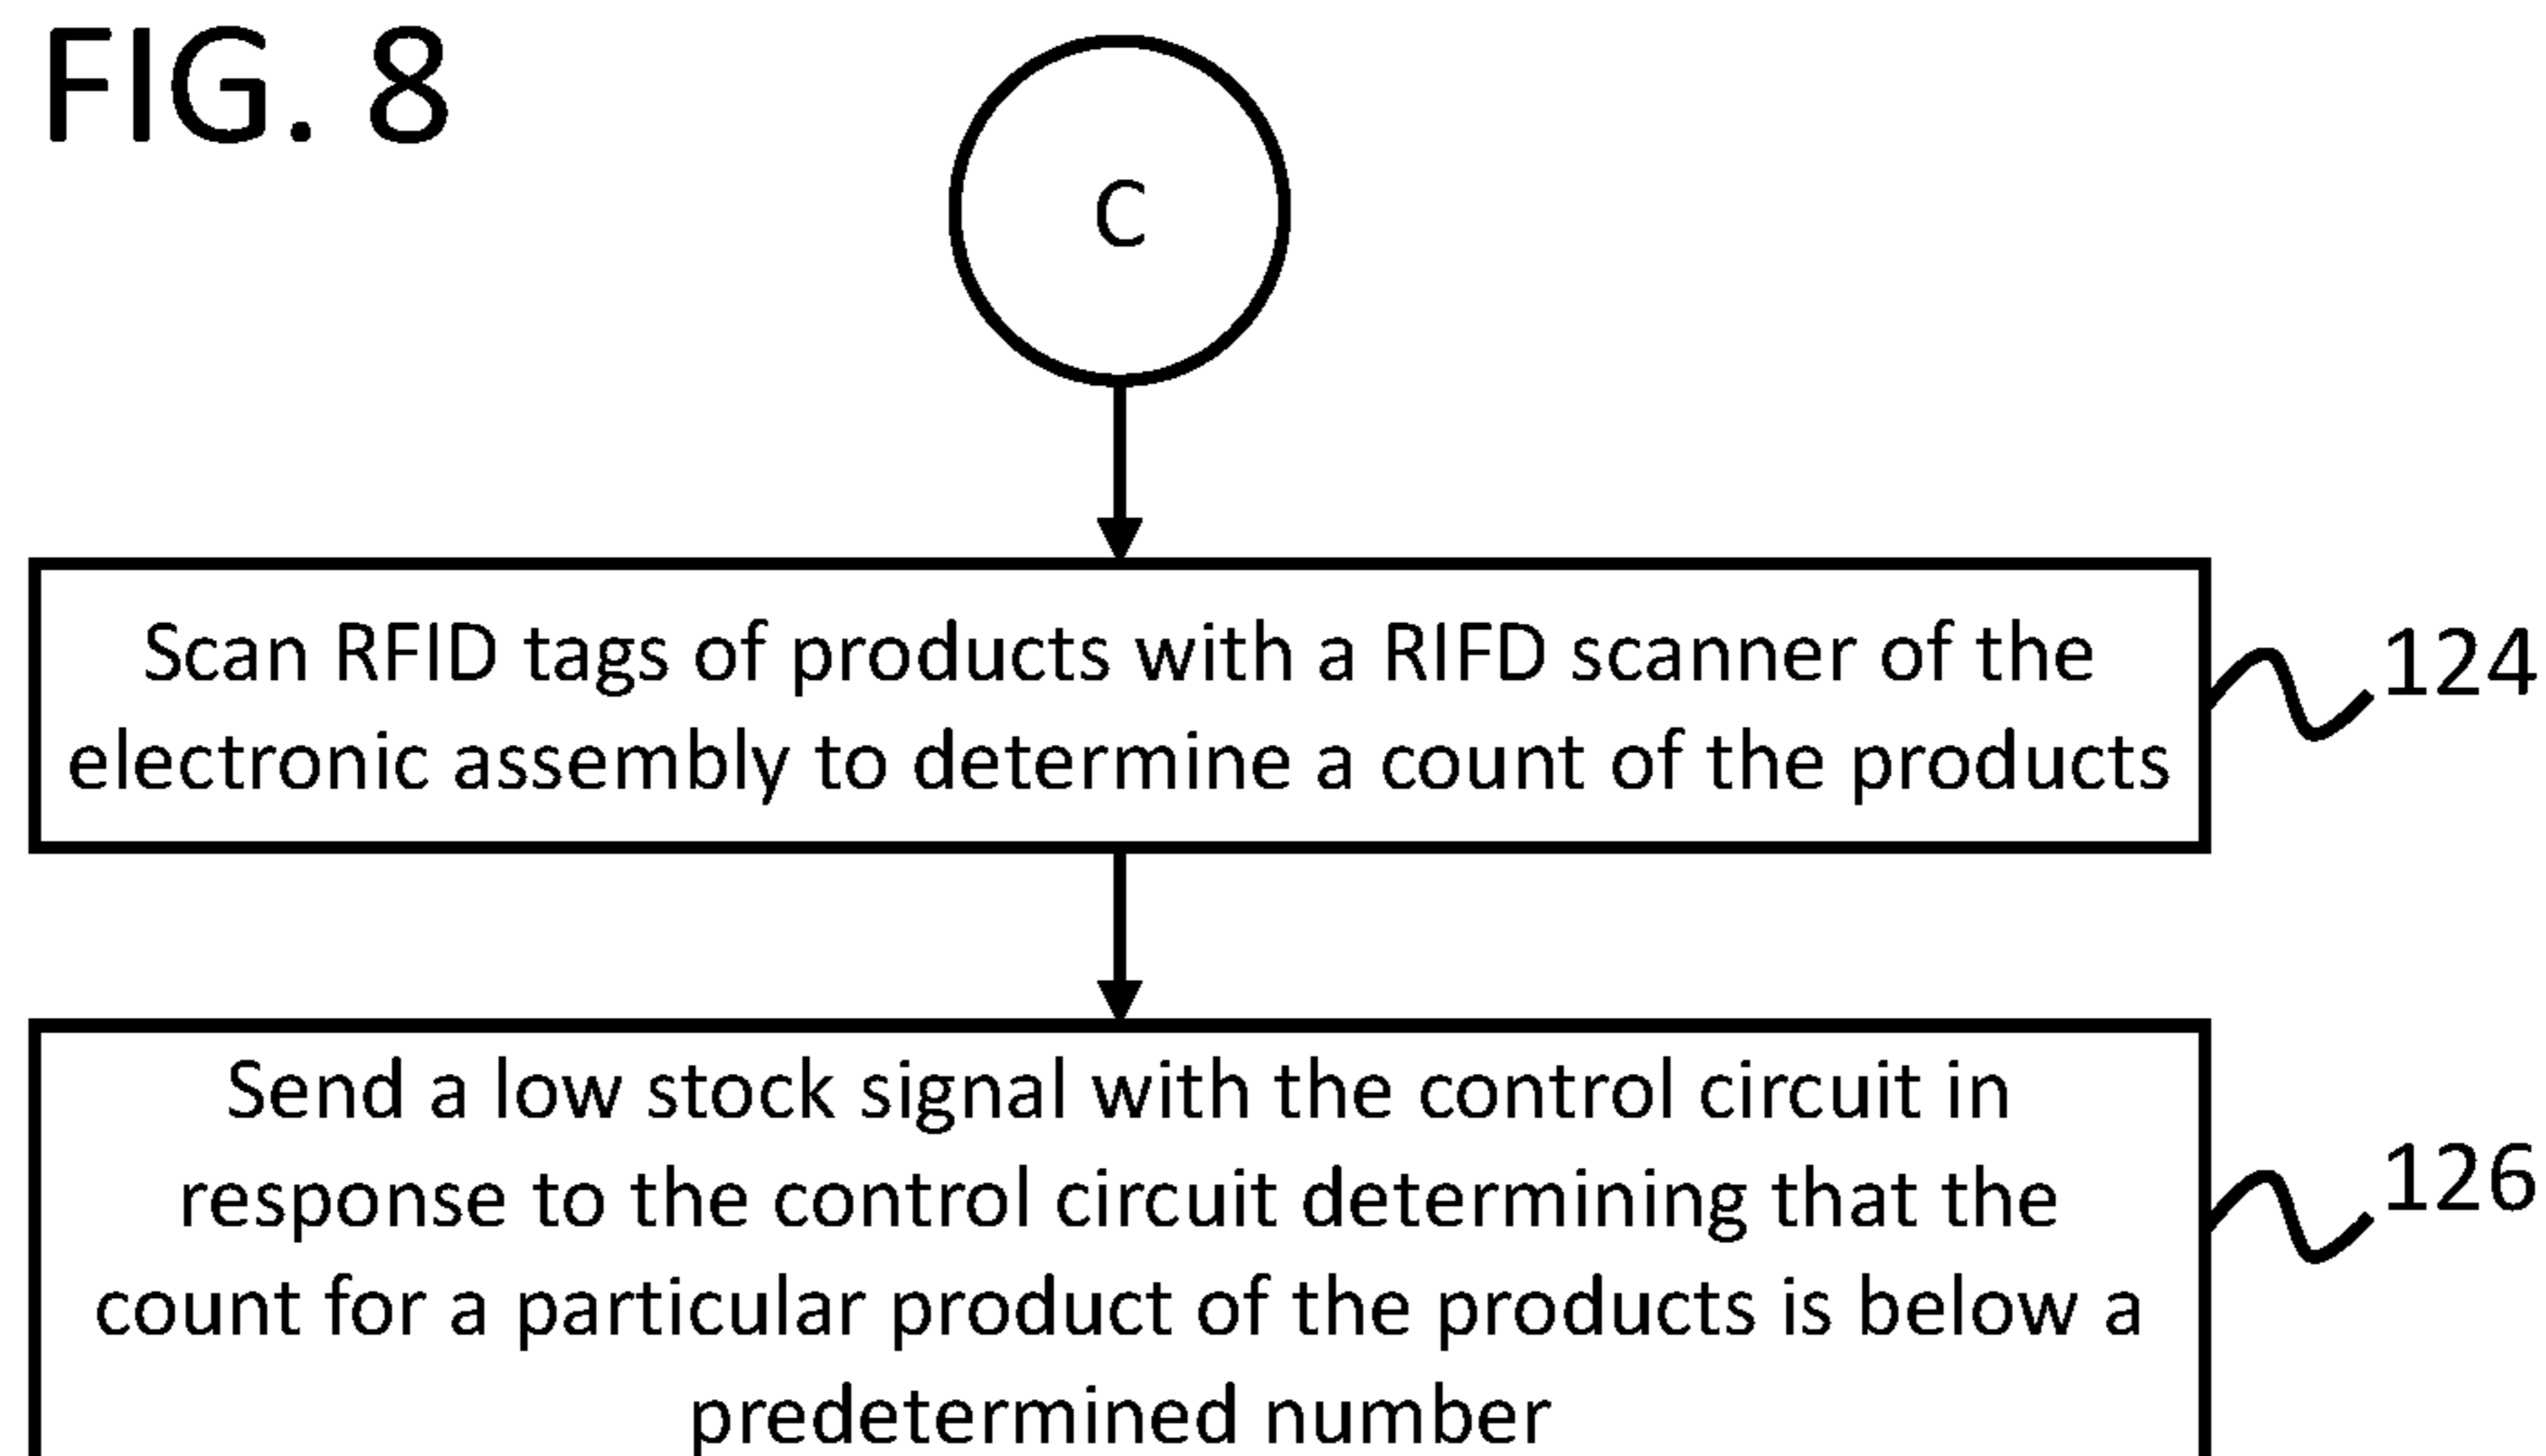 FIG. 8
C
Scan RFID tags of products with a RIFD scanner of the
electronic assembly to determine a count of the products
124
Send a low stock signal with the control circuit in
response to the control circuit determining that the
count for a particular product of the products is below a
predetermined number
126